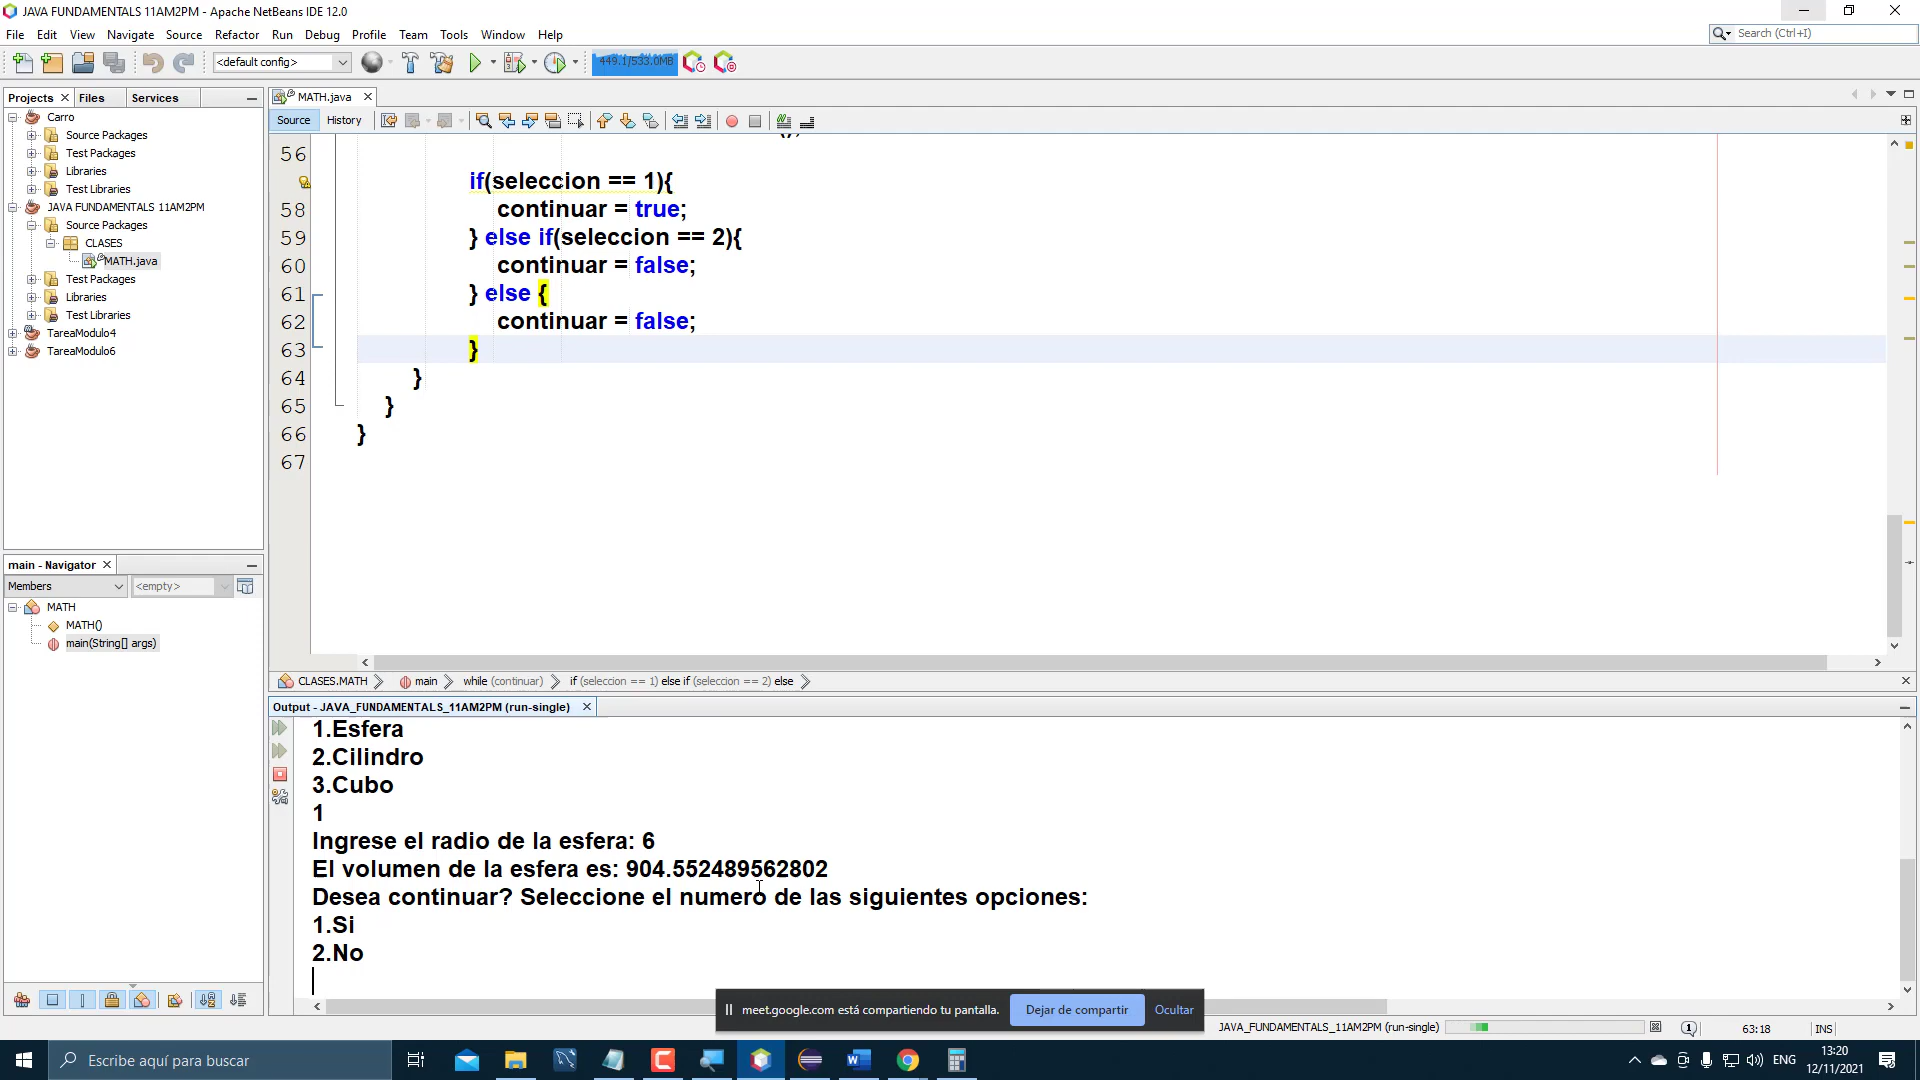 JAVA FUNDAMENTALS 11AM2PM - Apache NetBeans IDE 12.0
File Edit View Navigate Source Refactor Run Debug Profile Team Tools Window Help
Search (Ctrl+I)
<default config>
449.1/533.0MB
Projects Files Services
MATH.java
Source History
Carro
Source Packages
Test Packages
Libraries
Test Libraries
JAVA FUNDAMENTALS 11AM2PM
Source Packages
CLASES
MATH.java
Test Packages
Libraries
Test Libraries
TareaModulo4
TareaModulo6
56
if(seleccion == 1){
58 continuar = true;
59 } else if(seleccion == 2){
60 continuar = false;
61 } else {
62 continuar = false;
63 }
64 }
65 }
66 }
67
main - Navigator
Members <empty>
MATH
MATH()
main(String[] args)
CLASES.MATH main while (continuar) if (seleccion == 1) else if (seleccion == 2) else
Output - JAVA_FUNDAMENTALS_11AM2PM (run-single)
1.Esfera
2.Cilindro
3.Cubo
1
Ingrese el radio de la esfera: 6
El volumen de la esfera es: 904.552489562802
Desea continuar? Seleccione el numero de las siguientes opciones:
1.Si
2.No
meet.google.com está compartiendo tu pantalla. Dejar de compartir Ocultar
JAVA_FUNDAMENTALS_11AM2PM (run-single) 63:18 INS
Escribe aquí para buscar
ENG
13:20
12/11/2021